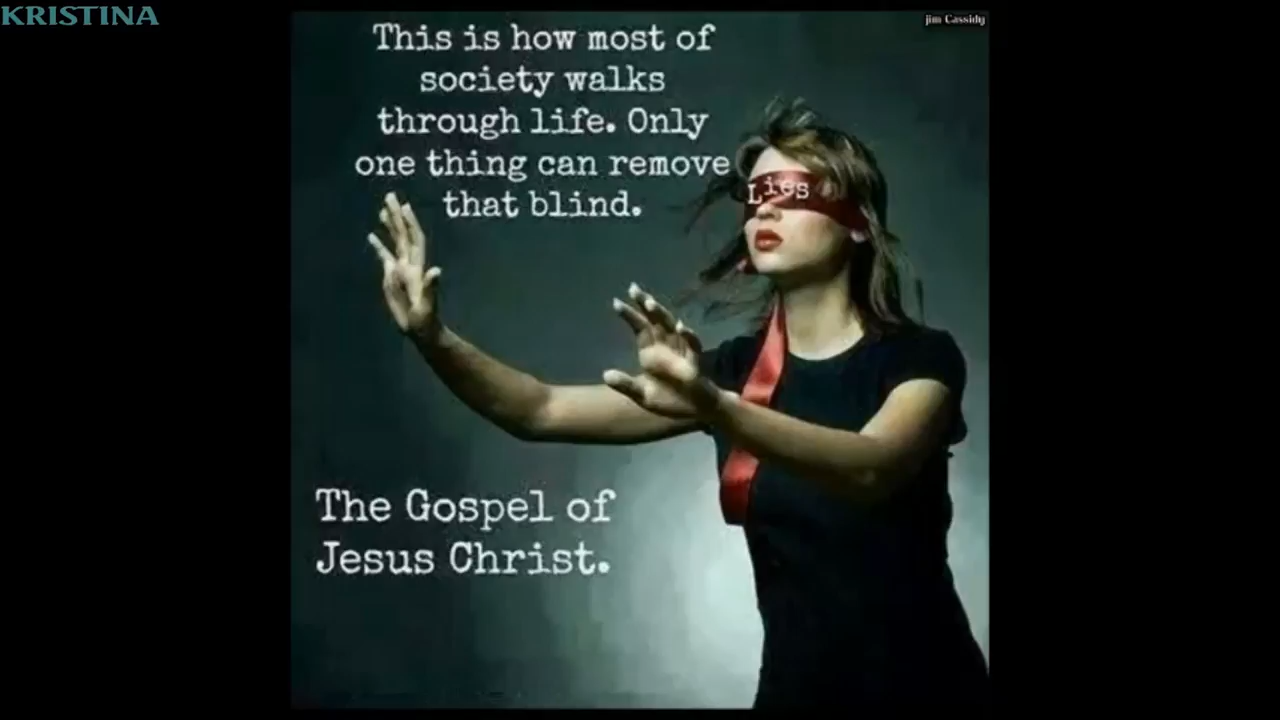 KRISTINA
jim Cassidy
This is how most of
society walks
through life. Only
one thing can remove
that blind.
Lies
The Gospel of
Jesus Christ.